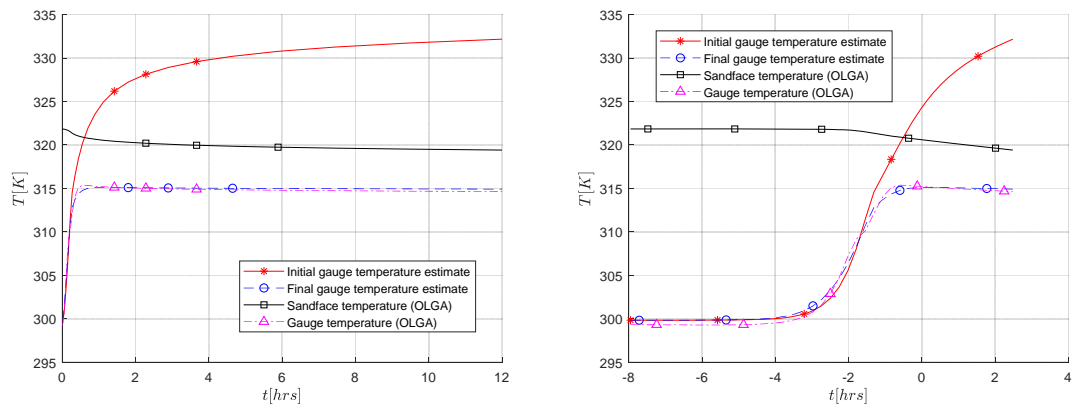 335
330
325
320
315
310
305
300
295
T[K]
0
2
4
6
8
10
12
t[hrs]
Initial gauge temperature estimate
Final gauge temperature estimate
Sandface temperature (OLGA)
Gauge temperature (OLGA)
335
330
325
320
315
310
305
300
295
T[K]
-8
-6
-4
-2
0
2
4
t[hrs]
Initial gauge temperature estimate
Final gauge temperature estimate
Sandface temperature (OLGA)
Gauge temperature (OLGA)